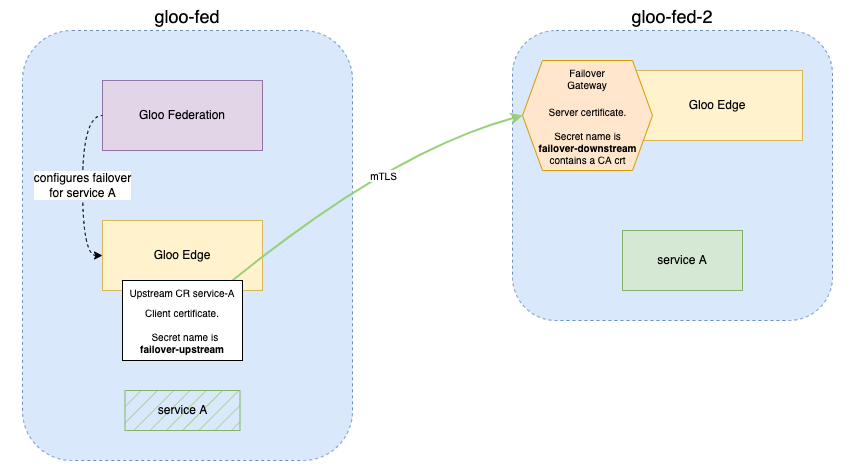 gloo-fed
Gloo Federation
configures failover
for service A
Gloo Edge
Upstream CR service-A
Client certificate.
Secret name is
failover-upstream
service A
mTLS
gloo-fed-2
Failover
Gateway
Server certificate.
Secret name is
failover-downstream
contains a CA crt
Gloo Edge
service A